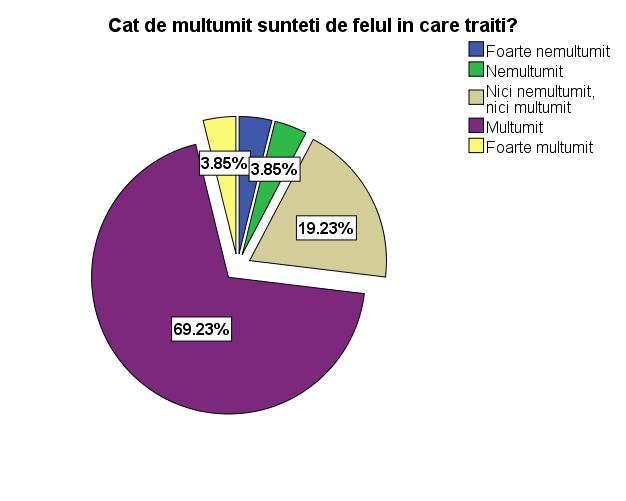 Cat de multumit sunteti de felul in care traiti?
Foarte nemultumit
Nemultumit
Nici nemultumit,
nici multumit
Multumit
Foarte multumit
3.85%
3.85%
19.23%
69.23%